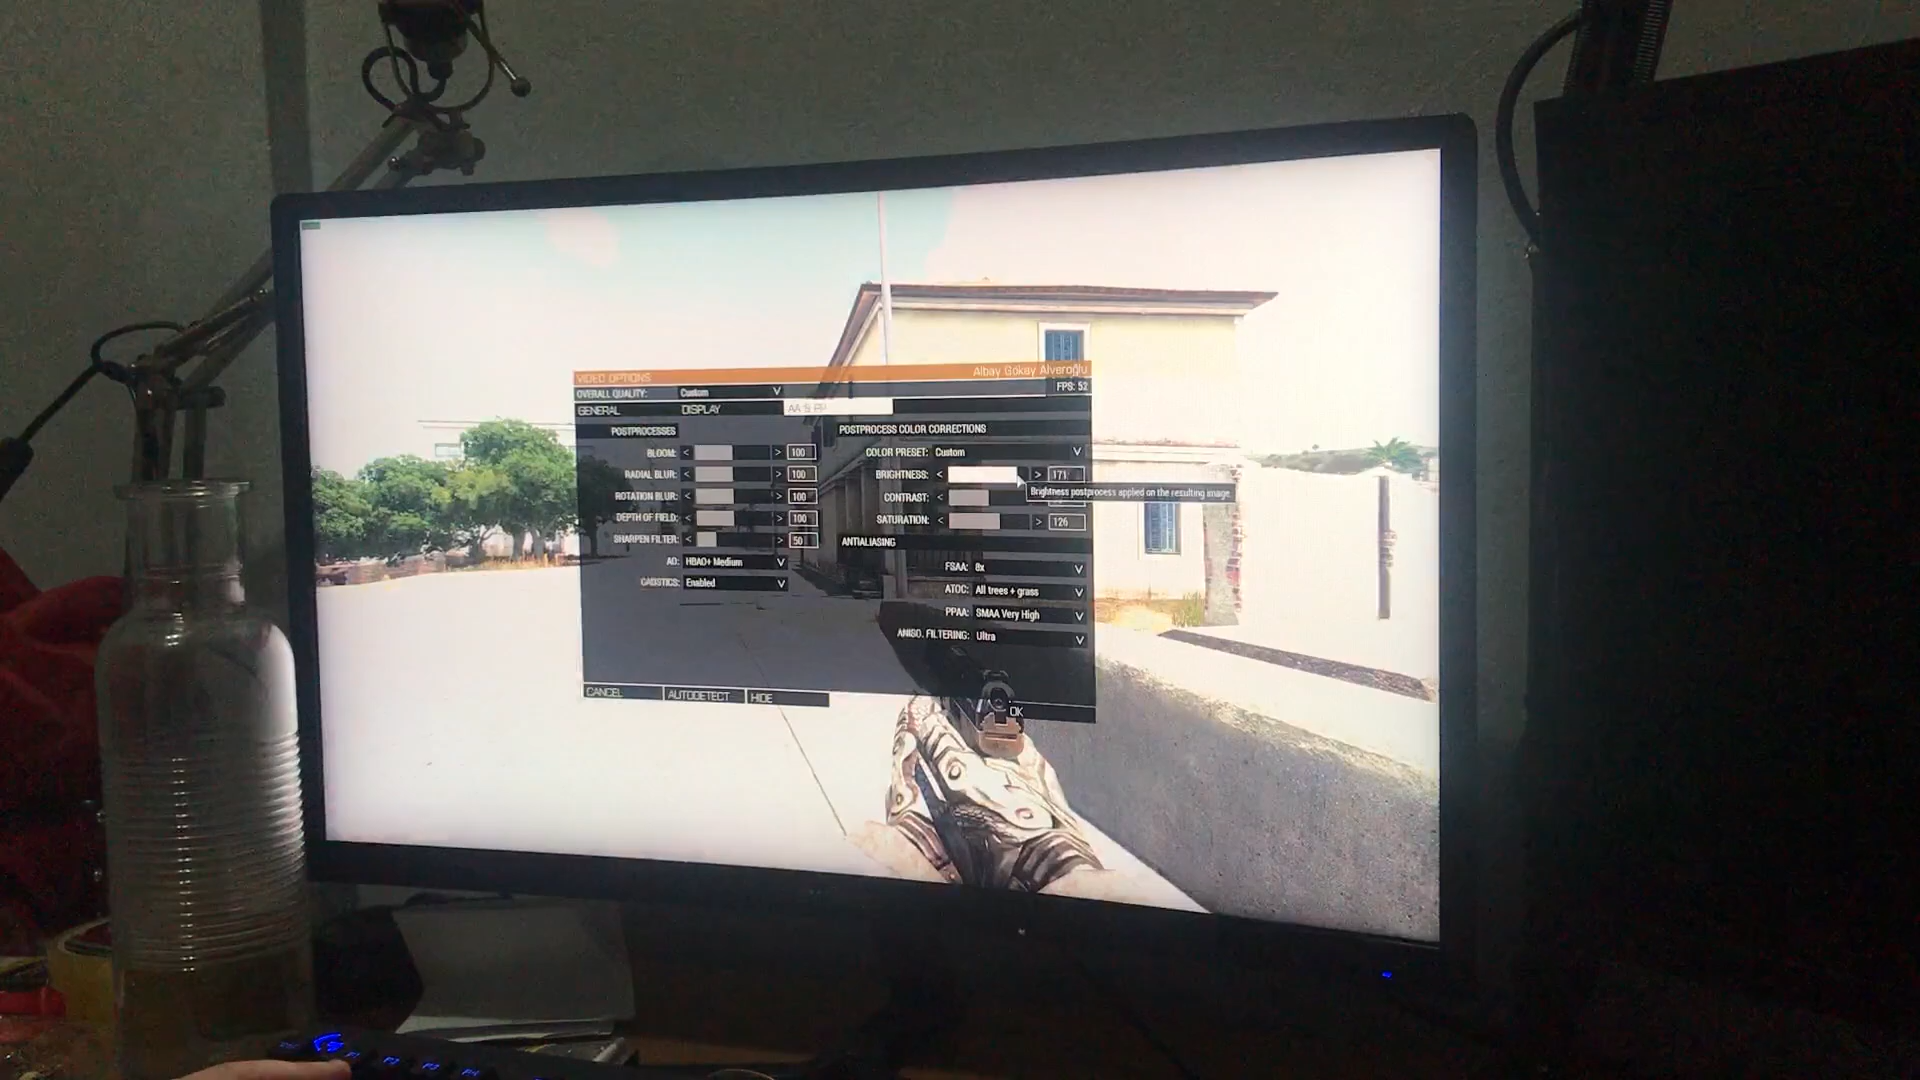 VIDEO OPTIONS Albay Gökay Alveroğlu
OVERALL QUALITY: Custom FPS: 52
GENERAL DISPLAY AA & PP
POSTPROCESSES
BLOOM: < > 100
RADIAL BLUR: < > 100
ROTATION BLUR: < > 100
DEPTH OF FIELD: < > 100
SHARPEN FILTER: < > 50
AO: HBAO+ Medium
CAUSTICS: Enabled
POSTPROCESS COLOR CORRECTIONS
COLOR PRESET: Custom
BRIGHTNESS: < > 171
Brightness postprocess applied on the resulting image.
CONTRAST: <
SATURATION: < > 126
ANTIALIASING
FSAA: 8x
ATOC: All trees + grass
PPAA: SMAA Very High
ANISO. FILTERING: Ultra
CANCEL AUTODETECT HIDE OK